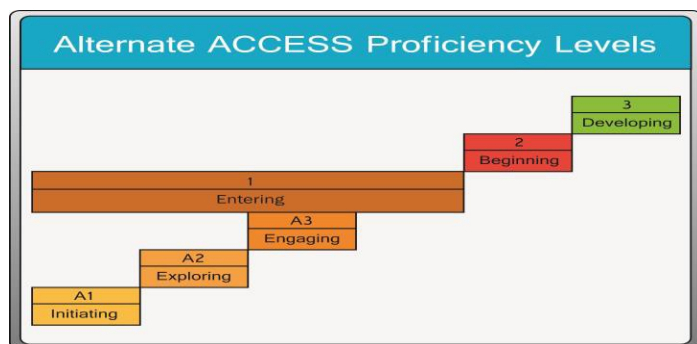 Alternate ACCESS Proficiency Levels
3
Developing
2
Beginning
1
Entering
A3
Engaging
A2
Exploring
A1
Initiating